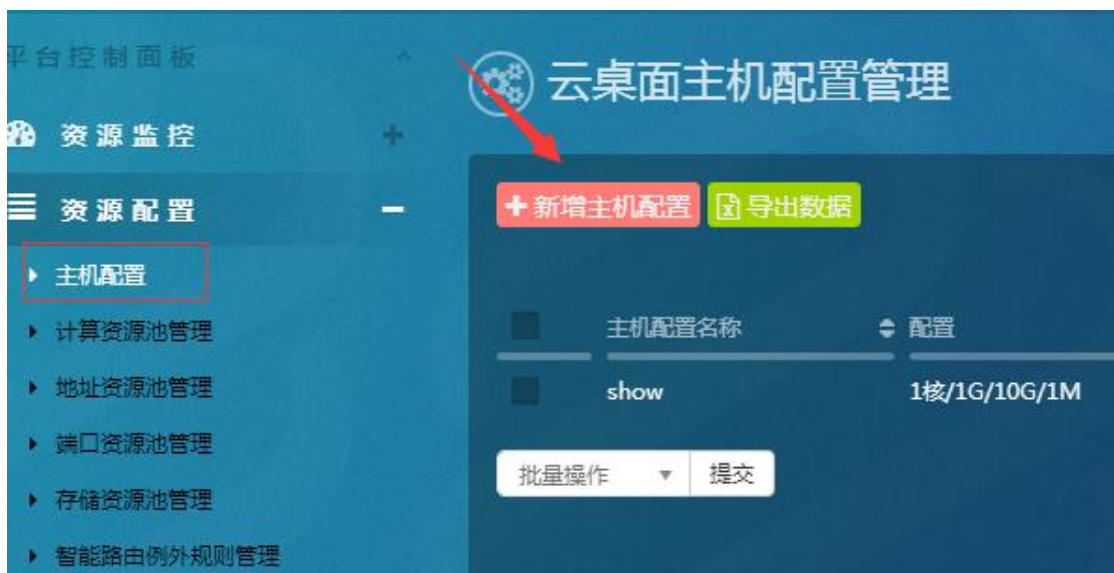 平台控制面板
资源监控
资源配置
主机配置
计算资源池管理
地址资源池管理
端口资源池管理
存储资源池管理
智能路由例外规则管理
云桌面主机配置管理
新增主机配置 导出数据
主机配置名称 配置
show 1核/1G/10G/1M
批量操作 提交